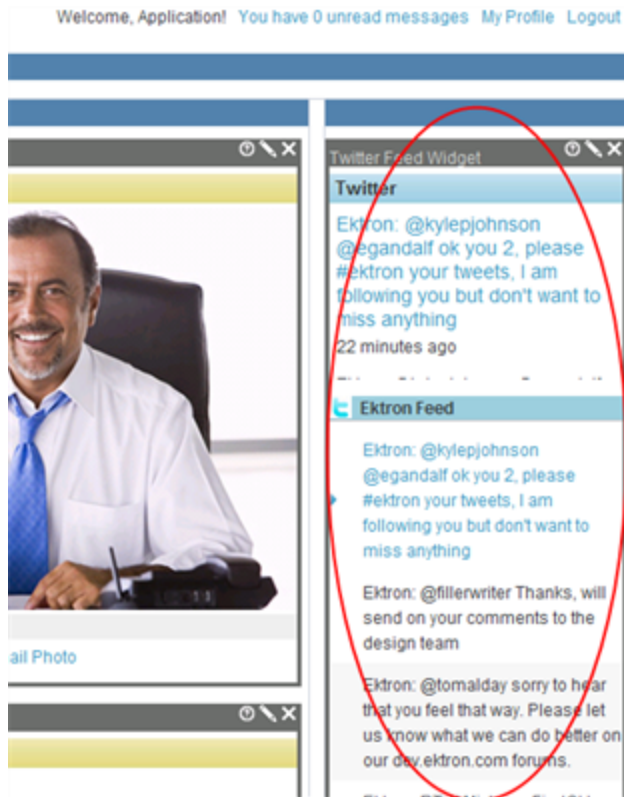 Welcome, Application! You have 0 unread messages My Profile Logout
Twitter Feed Widget
Twitter
Ektron: @kylepjohnson
@egandalf ok you 2, please
#ektron your tweets, I am
following you but don't want to
miss anything
22 minutes ago
Ektron Feed
Ektron: @kylepjohnson
@egandalf ok you 2, please
#ektron your tweets, I am
following you but don't want to
miss anything
Ektron: @fillerwriter Thanks, will
send on your comments to the
design team
ail Photo
Ektron: @tomalday sorry to hear
that you feel that way. Please let
us know what we can do better on
our dev.ektron.com forums.